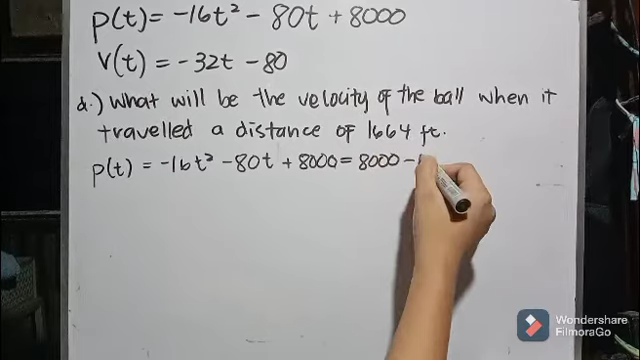 p(t) = -16t² - 80t + 8000
v(t) = -32t - 80
d.) What will be the velocity of the ball when it
travelled a distance of 1664 ft.
p(t) = -16t² - 80t + 8000 = 8000 -
Wondershare
FilmoraGo